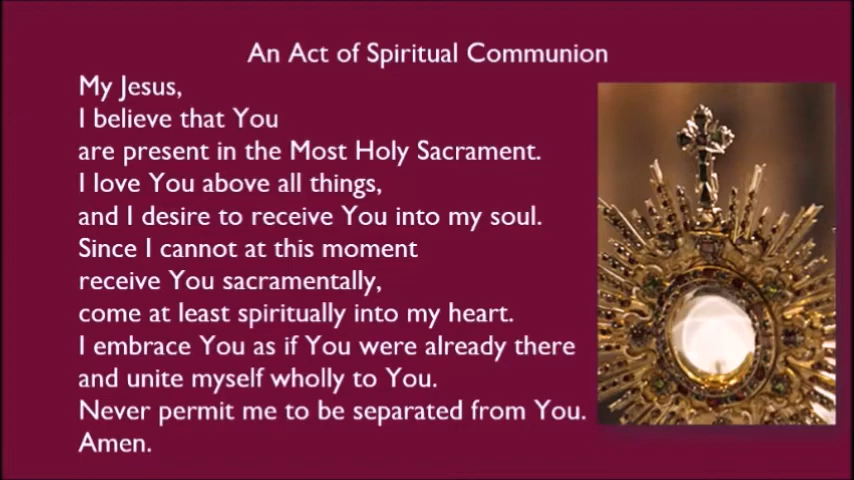 An Act of Spiritual Communion
My Jesus,
I believe that You
are present in the Most Holy Sacrament.
I love You above all things,
and I desire to receive You into my soul.
Since I cannot at this moment
receive You sacramentally,
come at least spiritually into my heart.
I embrace You as if You were already there
and unite myself wholly to You.
Never permit me to be separated from You.
Amen.